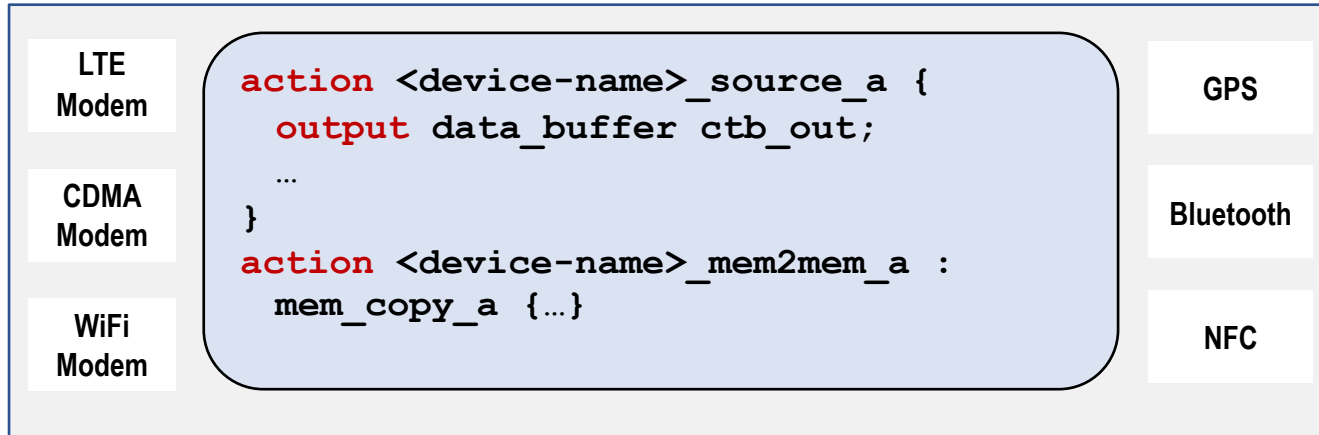 LTE
Modem
CDMA
Modem
WiFi
Modem
action <device-name>_source_a {
output data_buffer ctb_out;
…
}
action <device-name>_mem2mem_a :
mem_copy_a {…}
GPS
Bluetooth
NFC